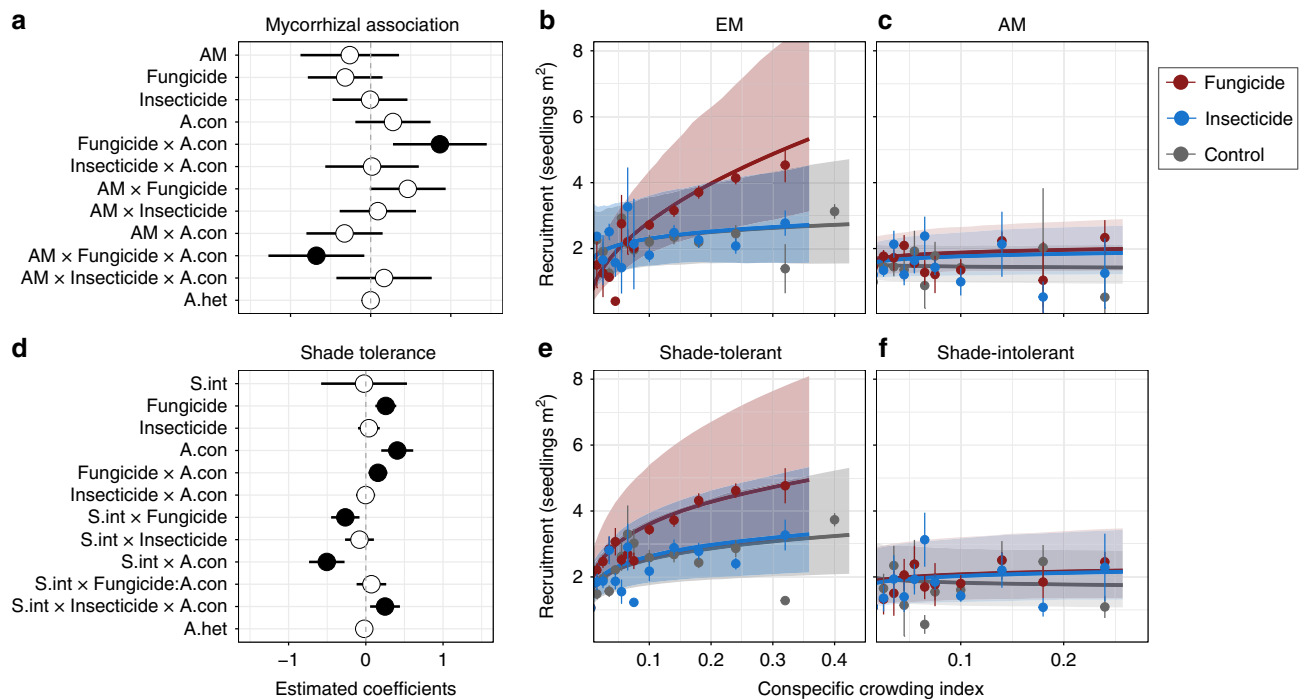 a
Mycorrhizal association
AM
Fungicide
Insecticide
A.con
Fungicide × A.con
Insecticide × A.con
AM × Fungicide
AM × Insecticide
AM × A.con
AM × Fungicide × A.con
AM × Insecticide × A.con
A.het
b
EM
Recruitment (seedlings m²)
8
6
4
2
c
AM
Fungicide
Insecticide
Control
d
Shade tolerance
S.int
Fungicide
Insecticide
A.con
Fungicide × A.con
Insecticide × A.con
S.int × Fungicide
S.int × Insecticide
S.int × A.con
S.int × Fungicide:A.con
S.int × Insecticide × A.con
A.het
−1 0 1
Estimated coefficients
e
Shade-tolerant
Recruitment (seedlings m²)
8
6
4
2
0.1 0.2 0.3 0.4
f
Shade-intolerant
0.1 0.2
Conspecific crowding index